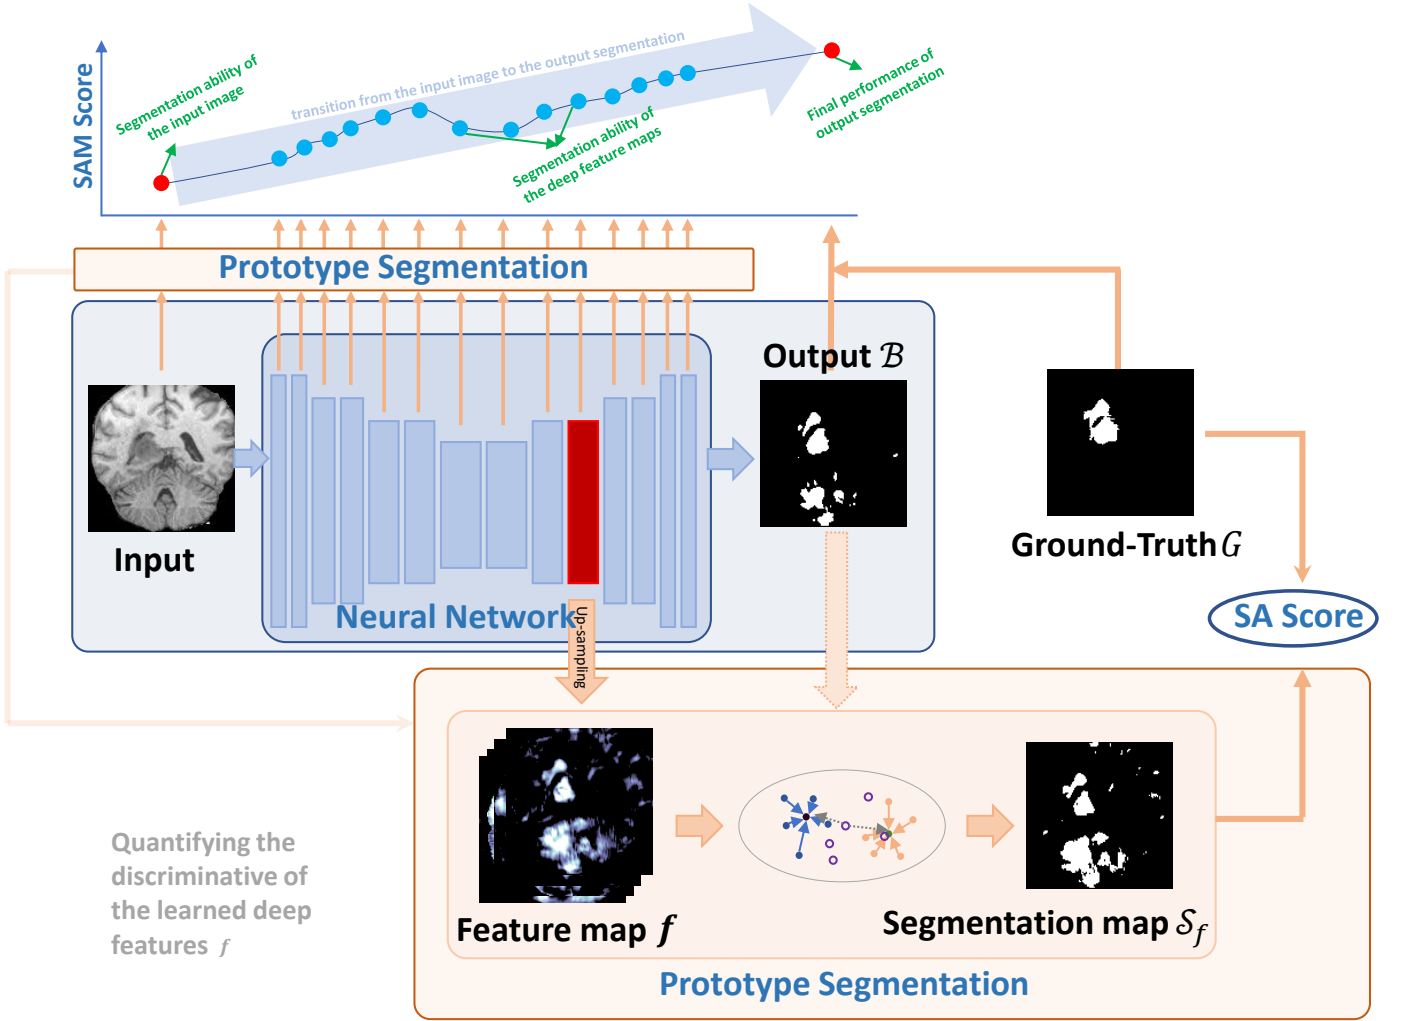 SAM Score
Segmentation ability of
the input image
transition from the input image to the output segmentation
Segmentation ability of
the deep feature maps
Final performance of
output segmentation
Prototype Segmentation
Input
Neural Network
Output ℬ
Ground-Truth G
SA Score
Up-sampling
Feature map f
Segmentation map 𝒮f
Prototype Segmentation
Quantifying the
discriminative of
the learned deep
features f